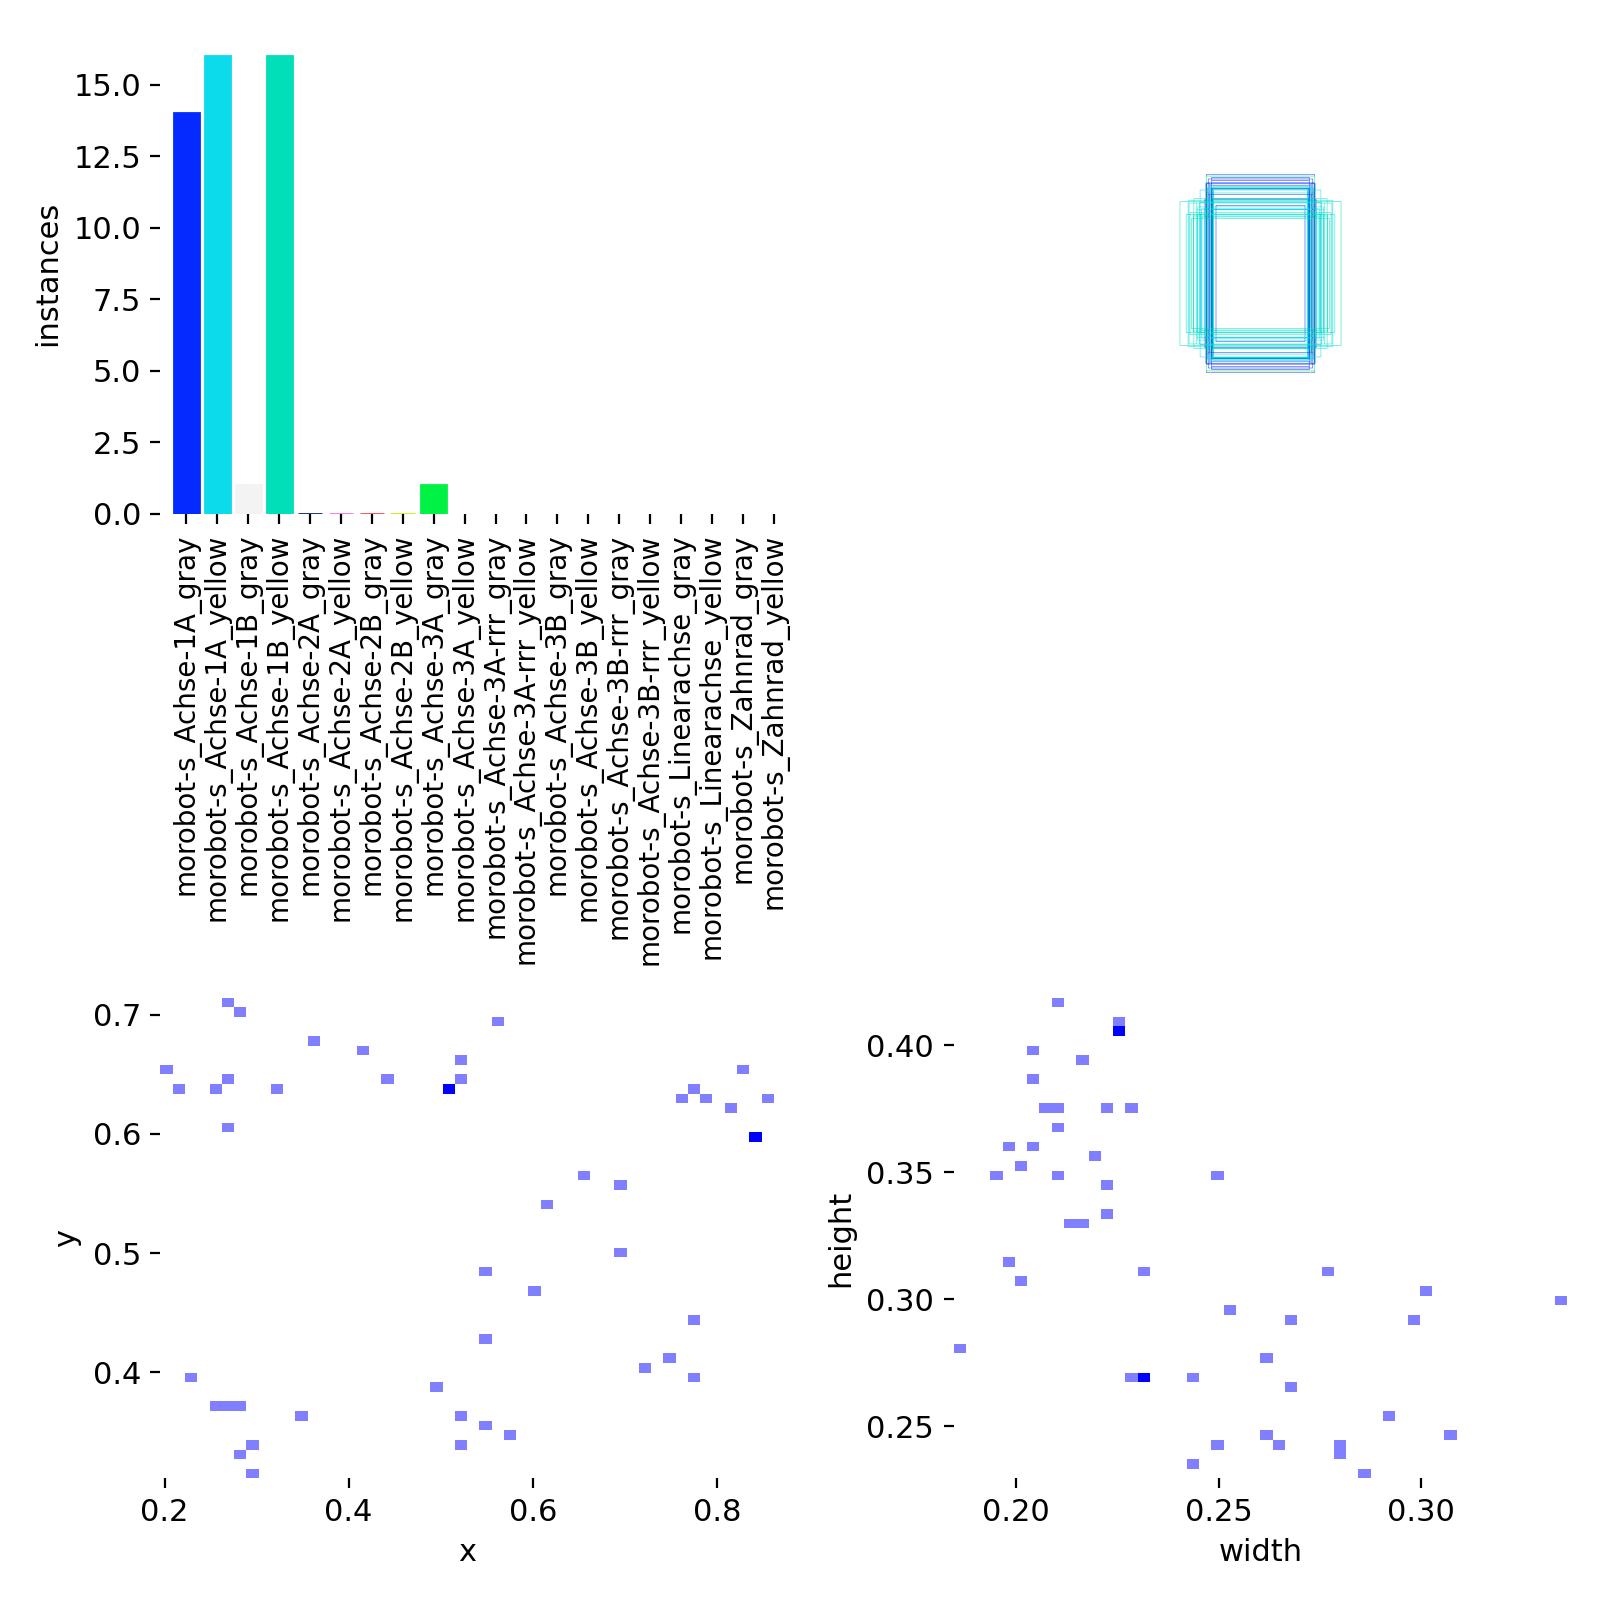 instances
15.0
12.5
10.0
7.5
5.0
2.5
0.0
morobot-s_Achse-1A_gray
morobot-s_Achse-1A_yellow
morobot-s_Achse-1B_gray
morobot-s_Achse-1B_yellow
morobot-s_Achse-2A_gray
morobot-s_Achse-2A_yellow
morobot-s_Achse-2B_gray
morobot-s_Achse-2B_yellow
morobot-s_Achse-3A_gray
morobot-s_Achse-3A_yellow
morobot-s_Achse-3A-rrr_gray
morobot-s_Achse-3A-rrr_yellow
morobot-s_Achse-3B_gray
morobot-s_Achse-3B_yellow
morobot-s_Achse-3B-rrr_gray
morobot-s_Achse-3B-rrr_yellow
morobot-s_Linearachse_gray
morobot-s_Linearachse_yellow
morobot-s_Zahnrad_gray
morobot-s_Zahnrad_yellow
y
0.7
0.6
0.5
0.4
0.2 0.4 0.6 0.8
x
height
0.40
0.35
0.30
0.25
0.20 0.25 0.30
width